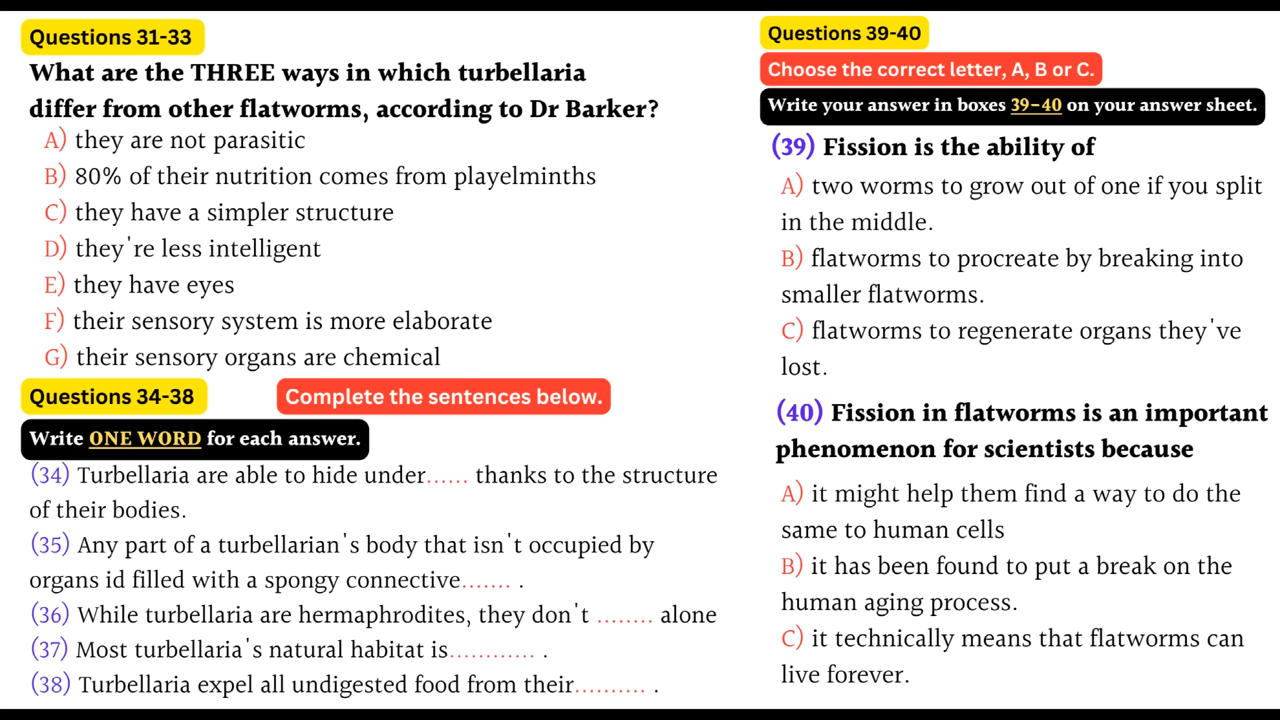 Questions 31-33
What are the THREE ways in which turbellaria
differ from other flatworms, according to Dr Barker?
A) they are not parasitic
B) 80% of their nutrition comes from playelminths
C) they have a simpler structure
D) they're less intelligent
E) they have eyes
F) their sensory system is more elaborate
G) their sensory organs are chemical
Questions 34-38
Complete the sentences below.
Write ONE WORD for each answer.
(34) Turbellaria are able to hide under...... thanks to the structure
of their bodies.
(35) Any part of a turbellarian's body that isn't occupied by
organs id filled with a spongy connective....... .
(36) While turbellaria are hermaphrodites, they don't ........ alone
(37) Most turbellaria's natural habitat is............ .
(38) Turbellaria expel all undigested food from their.......... .
Questions 39-40
Choose the correct letter, A, B or C.
Write your answer in boxes 39–40 on your answer sheet.
(39) Fission is the ability of
A) two worms to grow out of one if you split
in the middle.
B) flatworms to procreate by breaking into
smaller flatworms.
C) flatworms to regenerate organs they've
lost.
(40) Fission in flatworms is an important
phenomenon for scientists because
A) it might help them find a way to do the
same to human cells
B) it has been found to put a break on the
human aging process.
C) it technically means that flatworms can
live forever.